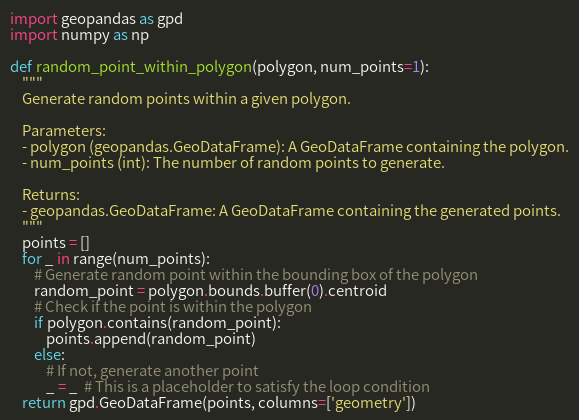 import geopandas as gpd
import numpy as np

def random_point_within_polygon(polygon, num_points=1):
    """
    Generate random points within a given polygon.

    Parameters:
    - polygon (geopandas.GeoDataFrame): A GeoDataFrame containing the polygon.
    - num_points (int): The number of random points to generate.

    Returns:
    - geopandas.GeoDataFrame: A GeoDataFrame containing the generated points.
    """
    points = []
    for _ in range(num_points):
        # Generate random point within the bounding box of the polygon
        random_point = polygon.bounds.buffer(0).centroid
        # Check if the point is within the polygon
        if polygon.contains(random_point):
            points.append(random_point)
        else:
            # If not, generate another point
            _ = _  # This is a placeholder to satisfy the loop condition
    return gpd.GeoDataFrame(points, columns=['geometry'])